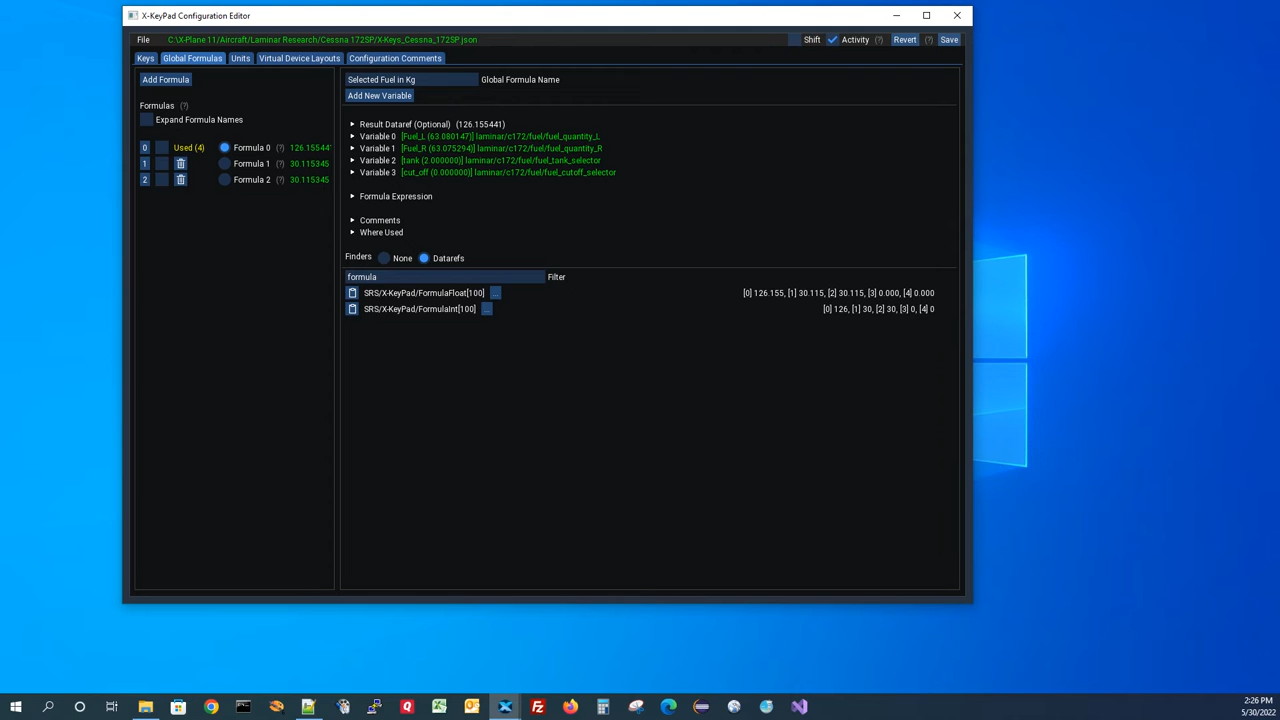 X-KeyPad Configuration Editor
File C:\X-Plane 11/Aircraft/Laminar Research/Cessna 172SP/X-Keys_Cessna_172SP.json Shift Activity (?) Revert (?) Save
Keys Global Formulas Units Virtual Device Layouts Configuration Comments
Add Formula
Formulas (?)
Expand Formula Names
0 Used (4) Formula 0 (?) 126.15544
1 Formula 1 (?) 30.115345
2 Formula 2 (?) 30.115345
Selected Fuel in Kg Global Formula Name
Add New Variable
Result Dataref (Optional) (126.155441)
Variable 0 [Fuel_L (63.080147)] laminar/c172/fuel/fuel_quantity_L
Variable 1 [Fuel_R (63.075294)] laminar/c172/fuel/fuel_quantity_R
Variable 2 [tank (2.000000)] laminar/c172/fuel/fuel_tank_selector
Variable 3 [cut_off (0.000000)] laminar/c172/fuel/fuel_cutoff_selector
Formula Expression
Comments
Where Used
Finders None Datarefs
formula Filter
SRS/X-KeyPad/FormulaFloat[100] ... [0] 126.155, [1] 30.115, [2] 30.115, [3] 0.000, [4] 0.000
SRS/X-KeyPad/FormulaInt[100] ... [0] 126, [1] 30, [2] 30, [3] 0, [4] 0
2:26 PM
5/30/2022